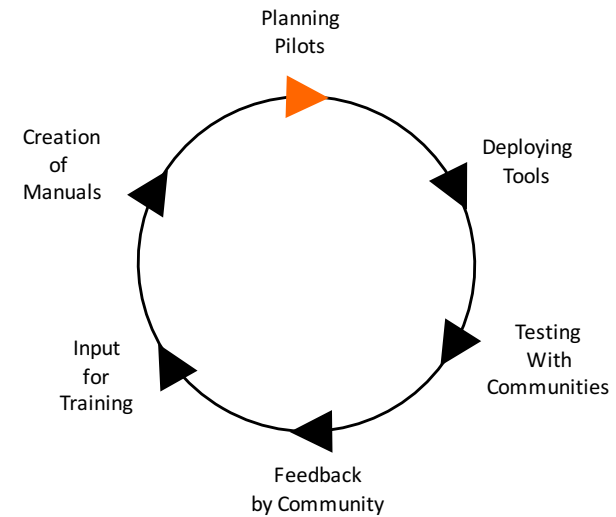 Planning
Pilots
Deploying
Tools
Testing
With
Communities
Feedback
by Community
Input
for
Training
Creation
of
Manuals